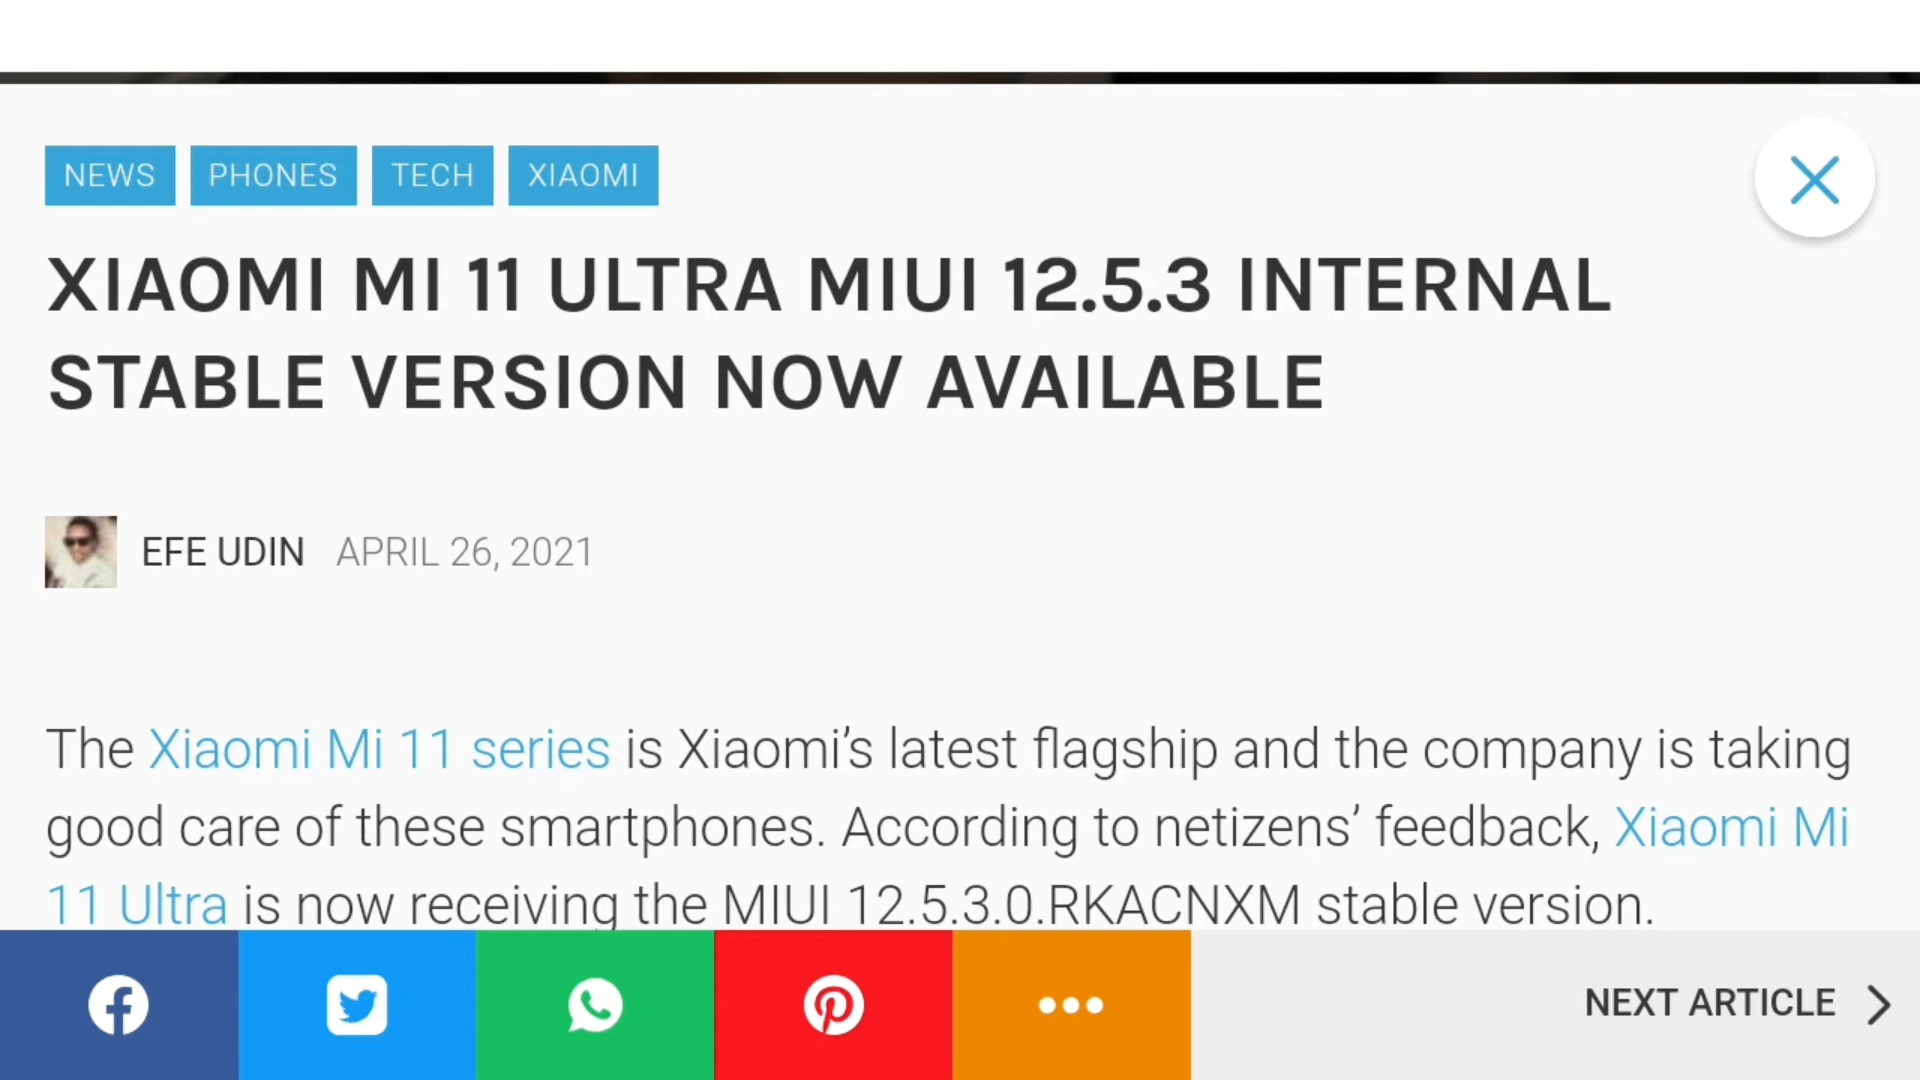 NEWS PHONES TECH XIAOMI
XIAOMI MI 11 ULTRA MIUI 12.5.3 INTERNAL
STABLE VERSION NOW AVAILABLE
EFE UDIN APRIL 26, 2021
The Xiaomi Mi 11 series is Xiaomi’s latest flagship and the company is taking
good care of these smartphones. According to netizens’ feedback, Xiaomi Mi
11 Ultra is now receiving the MIUI 12.5.3.0.RKACNXM stable version.
NEXT ARTICLE